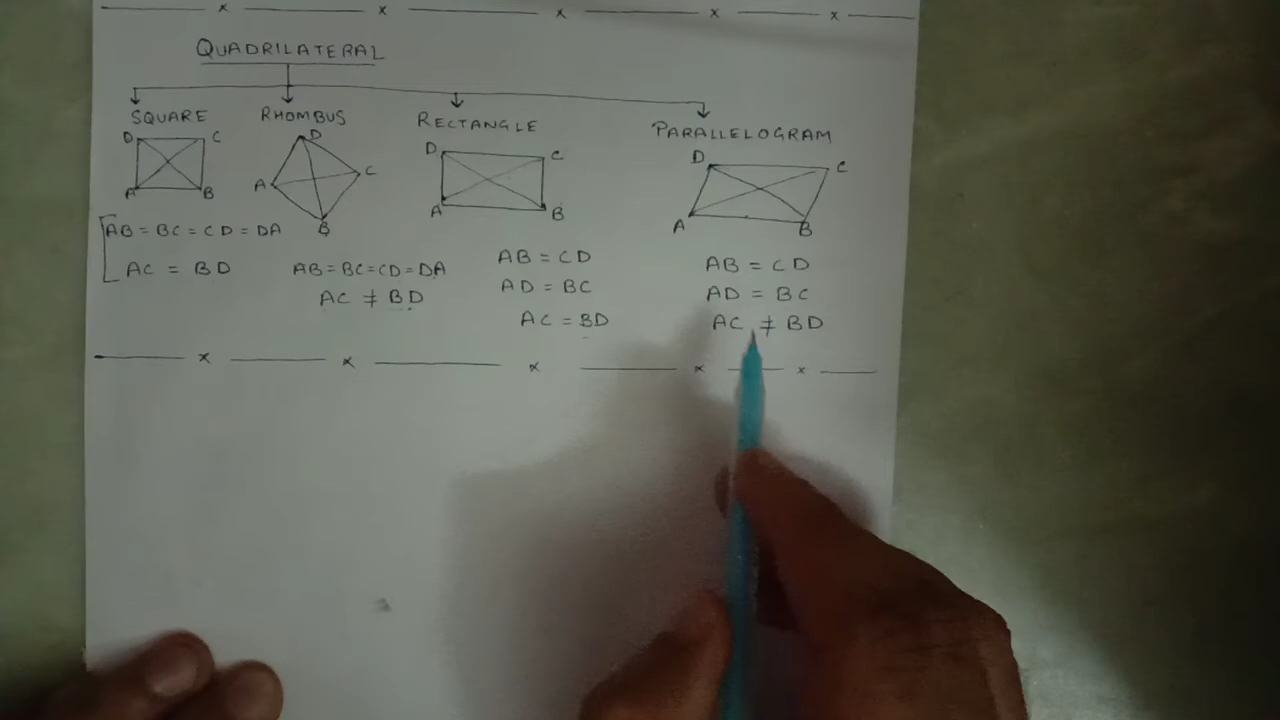 QUADRILATERAL
SQUARE
D C
A B
AB = BC = CD = DA
AC = BD
RHOMBUS
D
A C
B
AB = BC = CD = DA
AC ≠ BD
RECTANGLE
D C
A B
AB = CD
AD = BC
AC = BD
PARALLELOGRAM
D C
A B
AB = CD
AD = BC
AC ≠ BD